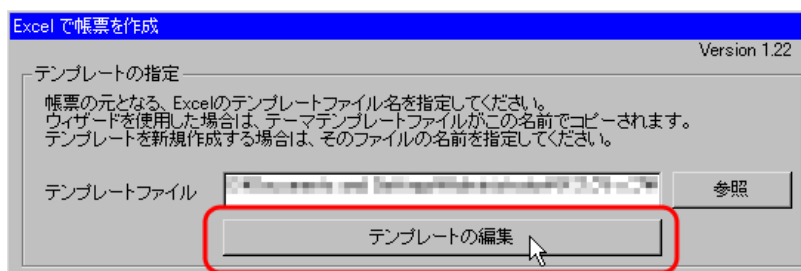 Excel で帳票を作成
Version 1.22
テンプレートの指定
帳票の元となる、Excelのテンプレートファイル名を指定してください。
ウィザードを使用した場合は、テーマテンプレートファイルがこの名前でコピーされます。
テンプレートを新規作成する場合は、そのファイルの名前を指定してください。
テンプレートファイル
参照
テンプレートの編集